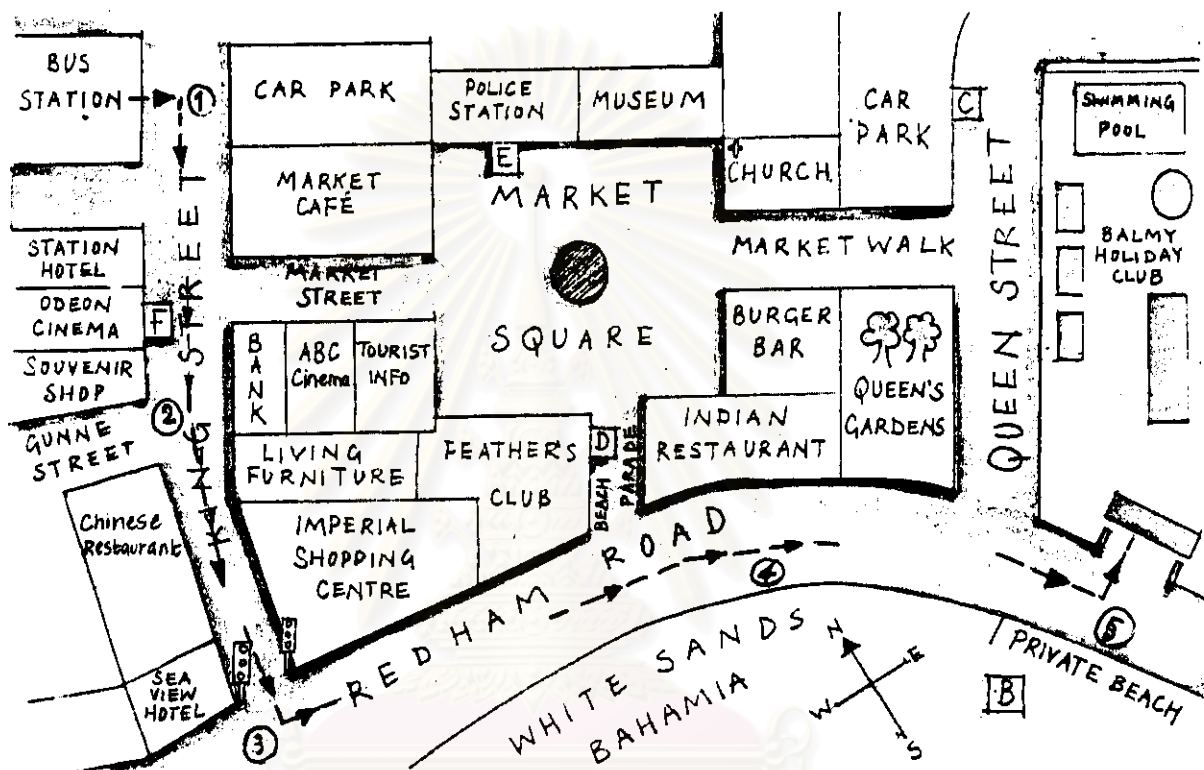 BUS
STATION
1
CAR PARK
POLICE
STATION
MUSEUM
CAR
PARK
C
SWIMMING
POOL
MARKET
CAFÉ
E
CHURCH
MARKET
STATION
HOTEL
MARKET
STREET
MARKET WALK
BALMY
HOLIDAY
CLUB
ODEON
CINEMA
F
KING STREET
QUEEN STREET
BANK
ABC
Cinema
TOURIST
INFO
SQUARE
BURGER
BAR
SOUVENIR
SHOP
2
QUEEN'S
GARDENS
GUNNE
STREET
LIVING
FURNITURE
FEATHER'S
CLUB
D
BEACH
PARADE
INDIAN
RESTAURANT
Chinese
Restaurant
IMPERIAL
SHOPPING
CENTRE
REDHAM ROAD
4
5
SEA
VIEW
HOTEL
3
WHITE SANDS
BAHAMIA
N
E
W
S
B
PRIVATE BEACH